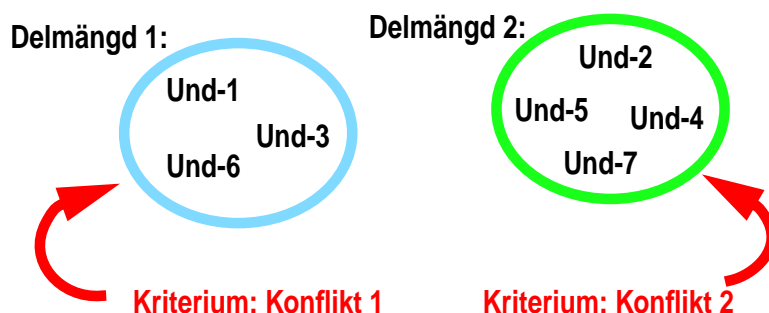 Delmängd 1:
Und-1
Und-3
Und-6
Kriterium: Konflikt 1
Delmängd 2:
Und-2
Und-5
Und-4
Und-7
Kriterium: Konflikt 2